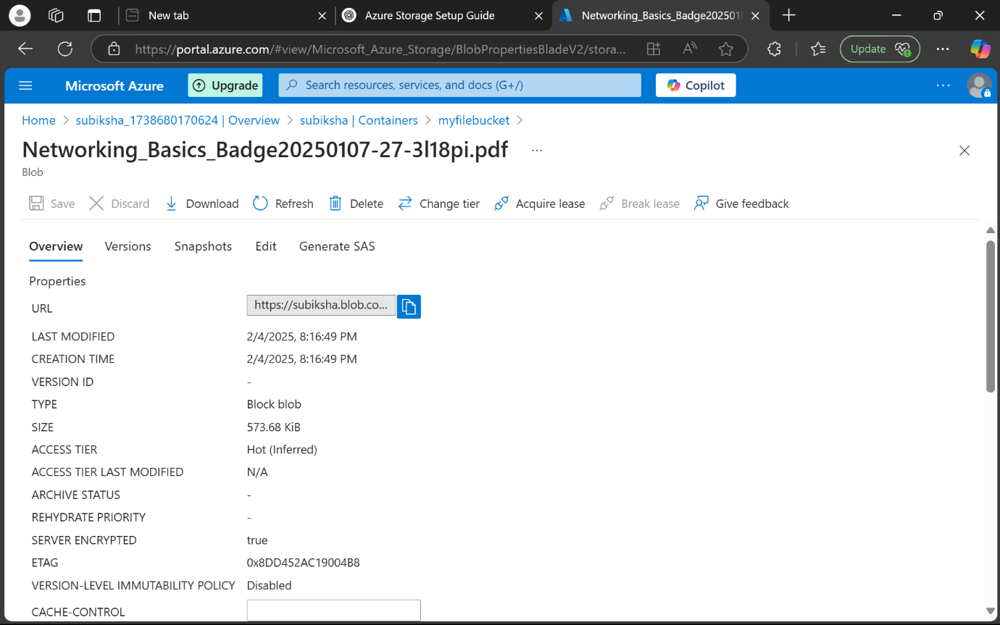 New tab
Azure Storage Setup Guide
Networking_Basics_Badge202501
https://portal.azure.com/#view/Microsoft_Azure_Storage/BlobPropertiesBladeV2/stora...
Update
Microsoft Azure
Upgrade
Search resources, services, and docs (G+/)
Copilot
Home > subiksha_1738680170624 | Overview > subiksha | Containers > myfilebucket >
Networking_Basics_Badge20250107-27-3l18pi.pdf ...
Blob
Save Discard Download Refresh Delete Change tier Acquire lease Break lease Give feedback
Overview Versions Snapshots Edit Generate SAS
Properties
URL https://subiksha.blob.co...
LAST MODIFIED 2/4/2025, 8:16:49 PM
CREATION TIME 2/4/2025, 8:16:49 PM
VERSION ID -
TYPE Block blob
SIZE 573.68 KiB
ACCESS TIER Hot (Inferred)
ACCESS TIER LAST MODIFIED N/A
ARCHIVE STATUS -
REHYDRATE PRIORITY -
SERVER ENCRYPTED true
ETAG 0x8DD452AC19004B8
VERSION-LEVEL IMMUTABILITY POLICY Disabled
CACHE-CONTROL